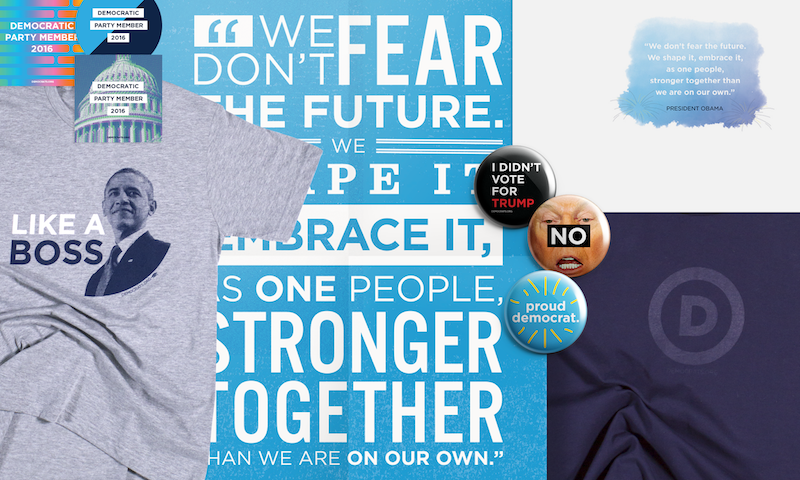 DEMOCRATIC
PARTY MEMBER
2016
DEMOCRATIC
PARTY MEMBER
2016
DEMOCRATIC
PARTY MEMBER
2016
LIKE A
BOSS
“WE
DON'T FEAR
THE FUTURE.
WE
IPE IT
EMBRACE IT,
AS ONE PEOPLE,
STRONGER
TOGETHER
HAN WE ARE ON OUR OWN.”
I DIDN'T
VOTE
FOR
TRUMP
NO
proud
democrat.
“We don't fear the future.
We shape it, embrace it,
as one people,
stronger together than
we are on our own.”
PRESIDENT OBAMA
D